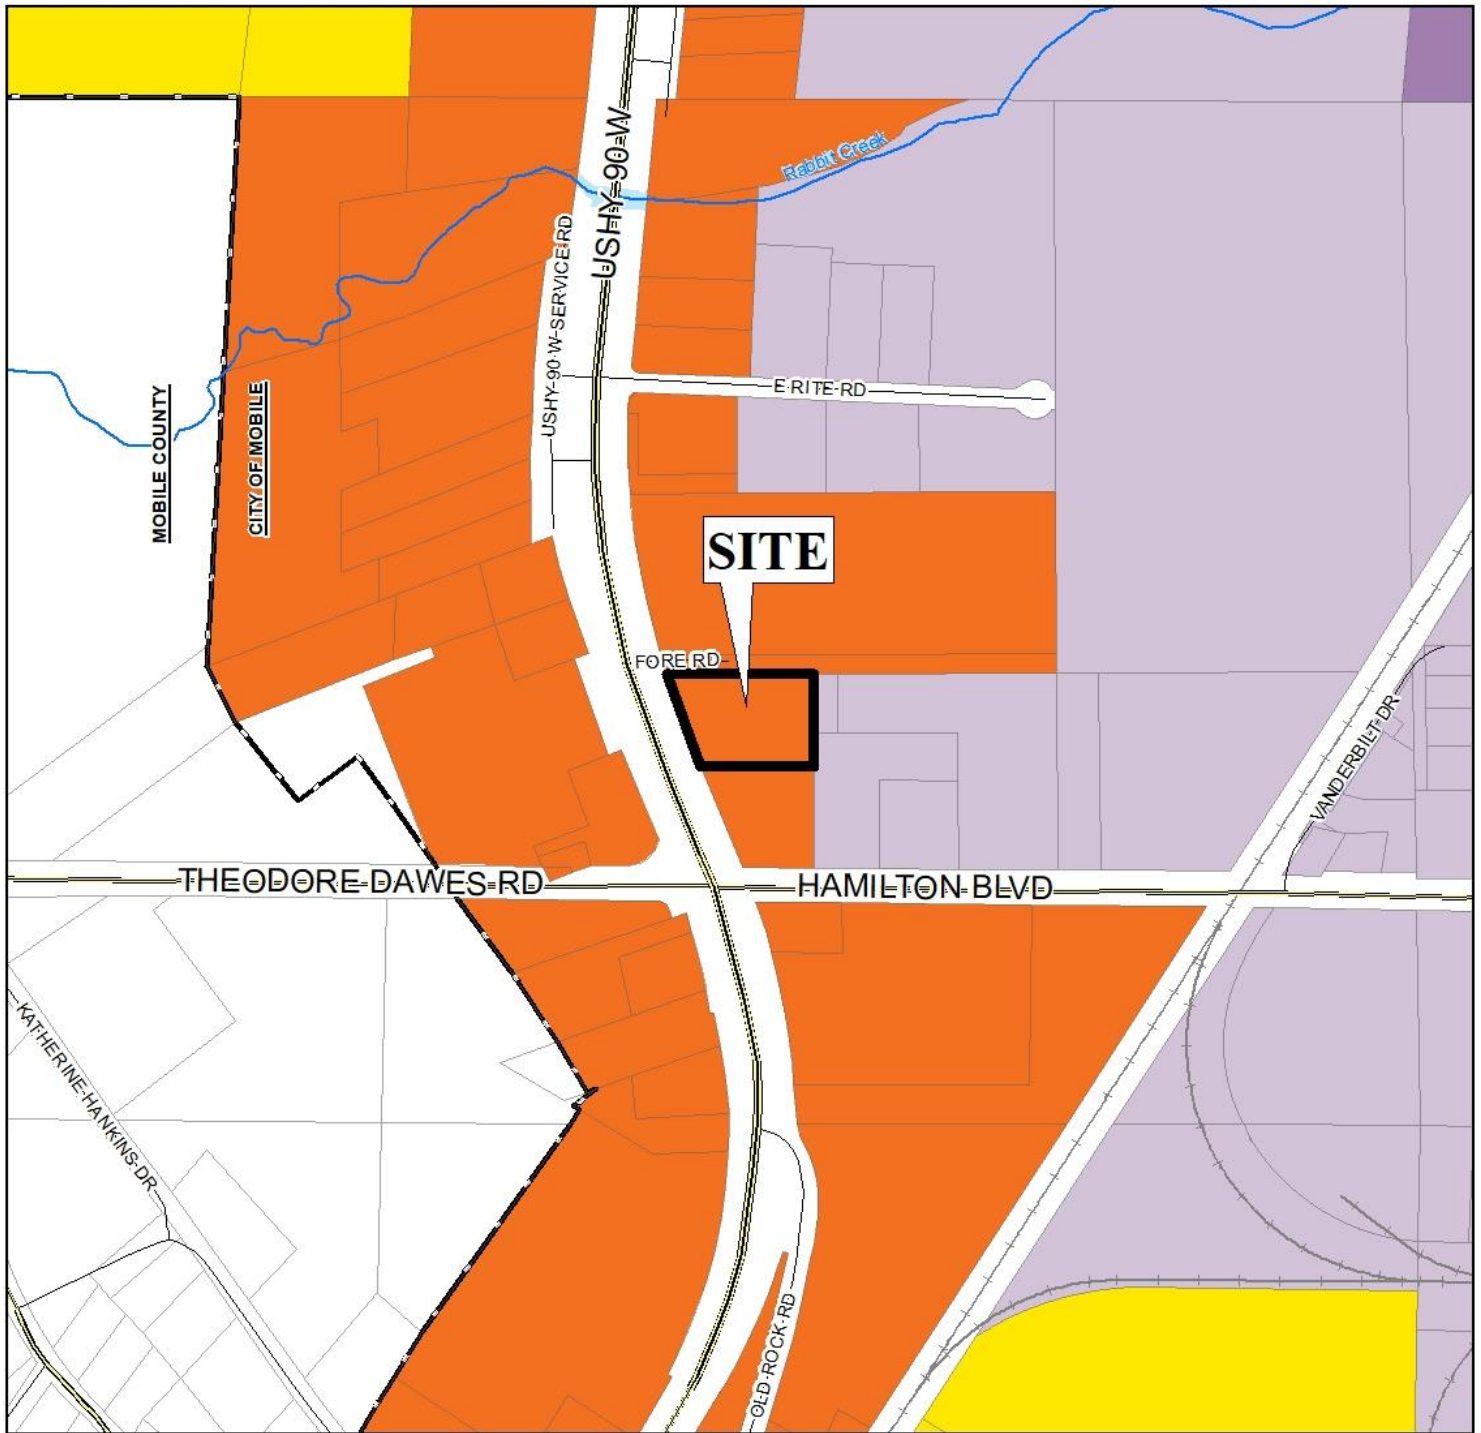 USHY-90-W
Rabbit Creek
USHY-90-W-SERVICE RD
E RITE RD
MOBILE COUNTY
CITY OF MOBILE
SITE
FORE RD
VANDERBILT DR
THEODORE DAWES RD
HAMILTON BLVD
KATHERINE HANKINS DR
OLD ROCK RD